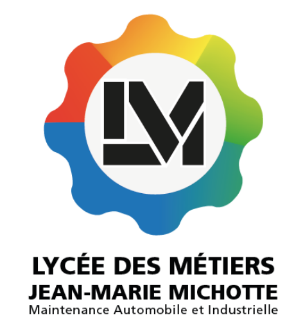 LM
LYCÉE DES MÉTIERS
JEAN-MARIE MICHOTTE
Maintenance Automobile et Industrielle